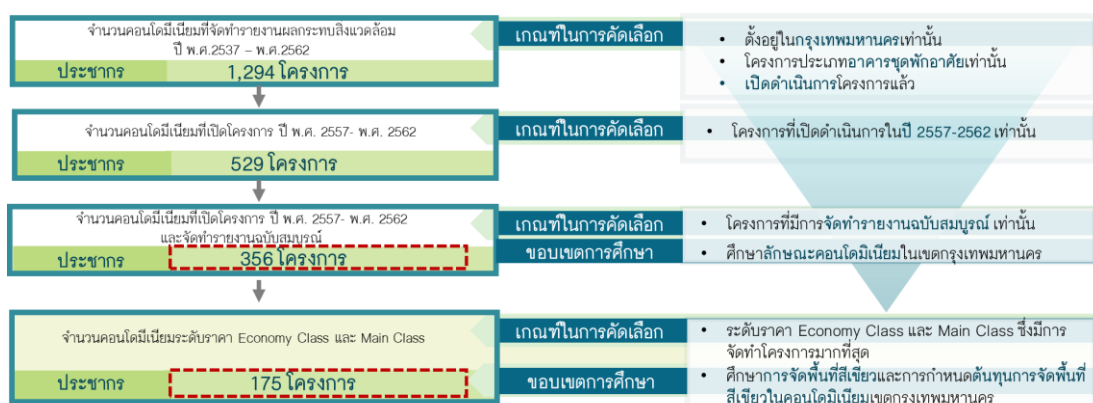 จำนวนคอนโดมีเนียมที่จัดทำรายงานผลกระทบสิ่งแวดล้อม
ปี พ.ศ.2537 – พ.ศ.2562
ประชากร 1,294 โครงการ
เกณฑ์ในการคัดเลือก
• ตั้งอยู่ในกรุงเทพมหานครเท่านั้น
• โครงการประเภทอาคารชุดพักอาศัยเท่านั้น
• เปิดดำเนินการโครงการแล้ว
จำนวนคอนโดมีเนียมที่เปิดโครงการ ปี พ.ศ. 2557- พ.ศ. 2562
ประชากร 529 โครงการ
เกณฑ์ในการคัดเลือก
• โครงการที่เปิดดำเนินการในปี 2557-2562 เท่านั้น
จำนวนคอนโดมีเนียมที่เปิดโครงการ ปี พ.ศ. 2557- พ.ศ. 2562
และจัดทำรายงานฉบับสมบูรณ์
ประชากร 356 โครงการ
เกณฑ์ในการคัดเลือก
• โครงการที่มีการจัดทำรายงานฉบับสมบูรณ์ เท่านั้น
ขอบเขตการศึกษา
• ศึกษาลักษณะคอนโดมิเนียมในเขตกรุงเทพมหานคร
จำนวนคอนโดมีเนียมระดับราคา Economy Class และ Main Class
ประชากร 175 โครงการ
เกณฑ์ในการคัดเลือก
• ระดับราคา Economy Class และ Main Class ซึ่งมีการ
จัดทำโครงการมากที่สุด
ขอบเขตการศึกษา
• ศึกษาการจัดพื้นที่สีเขียวและการกำหนดต้นทุนการจัดพื้นที่
สีเขียวในคอนโดมิเนียมเขตกรุงเทพมหานคร